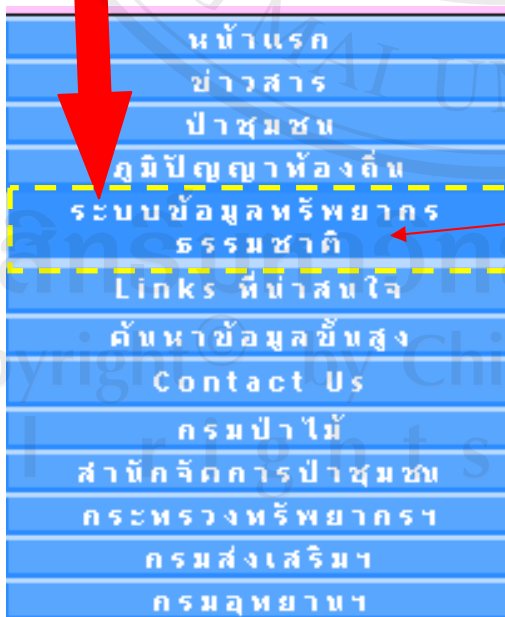 หน้าแรก
MAI UN
ข่าวสาร
ป่าชุมชน
ภูมิปัญญาท้องถิ่น
ระบบข้อมูลทรัพยากร
ธรรมชาติ
Links ที่น่าสนใจ
ค้นหาข้อมูลขั้นสูง
pyright© by Chi
Contact Us
กรมป่าไม้
l rights
สำนักจัดการป่าชุมชน
กระทรวงทรัพยากรฯ
กรมส่งเสริมฯ
กรมอุทยานฯ